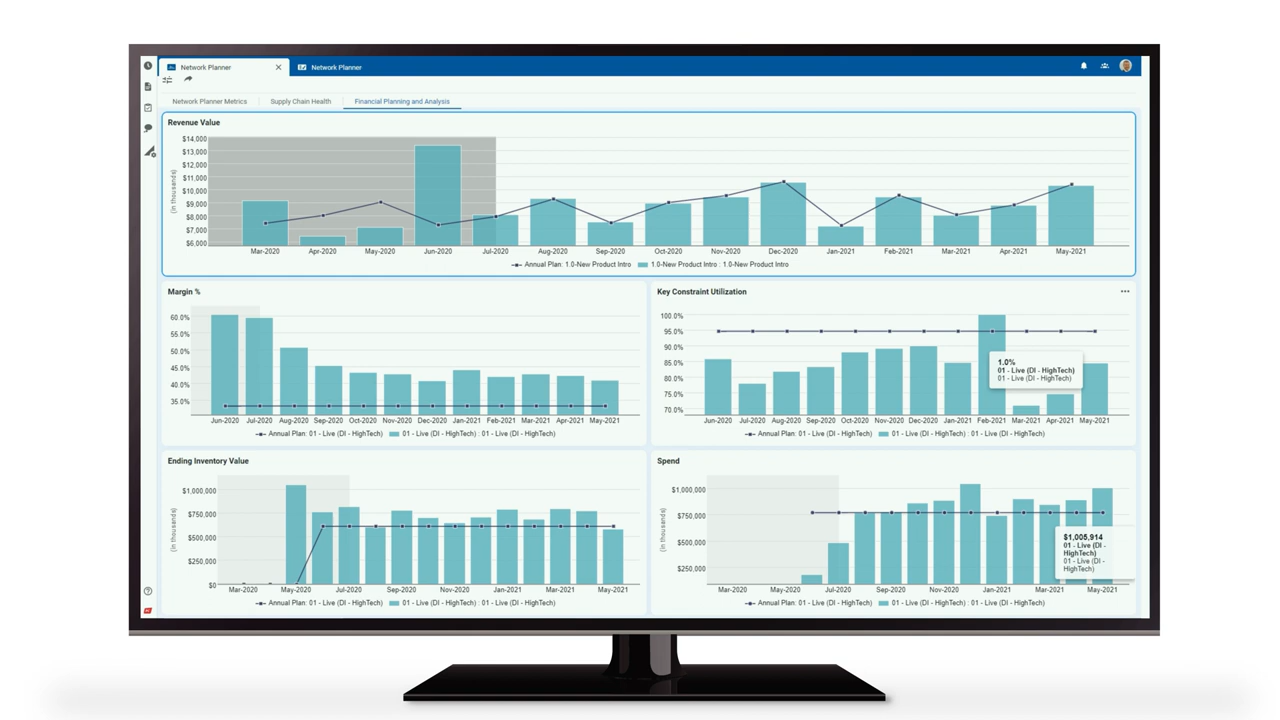 Network Planner
Network Planner
Network Planner Metrics
Supply Chain Health
Financial Planning and Analysis
Revenue Value
(in thousands)
$14,000
$13,000
$12,000
$11,000
$10,000
$9,000
$8,000
$7,000
$6,000
Mar-2020 Apr-2020 May-2020 Jun-2020 Jul-2020 Aug-2020 Sep-2020 Oct-2020 Nov-2020 Dec-2020 Jan-2021 Feb-2021 Mar-2021 Apr-2021 May-2021
Annual Plan: 1.0-New Product Intro 1.0-New Product Intro : 1.0-New Product Intro
Margin %
60.0%
55.0%
50.0%
45.0%
40.0%
35.0%
Jun-2020 Jul-2020 Aug-2020 Sep-2020 Oct-2020 Nov-2020 Dec-2020 Jan-2021 Feb-2021 Mar-2021 Apr-2021 May-2021
Annual Plan: 01 - Live (DI - HighTech) 01 - Live (DI - HighTech) : 01 - Live (DI - HighTech)
Key Constraint Utilization
100.0%
95.0%
90.0%
85.0%
80.0%
75.0%
70.0%
1.0%
01 - Live (DI - HighTech)
01 - Live (DI - HighTech)
Jun-2020 Jul-2020 Aug-2020 Sep-2020 Oct-2020 Nov-2020 Dec-2020 Jan-2021 Feb-2021 Mar-2021 Apr-2021 May-2021
Annual Plan: 01 - Live (DI - HighTech) 01 - Live (DI - HighTech) : 01 - Live (DI - HighTech)
Ending Inventory Value
(in thousands)
$1,000,000
$750,000
$500,000
$250,000
$0
Mar-2020 May-2020 Jul-2020 Sep-2020 Nov-2020 Jan-2021 Mar-2021 May-2021
Annual Plan: 01 - Live (DI - HighTech) 01 - Live (DI - HighTech) : 01 - Live (DI - HighTech)
Spend
(in thousands)
$1,000,000
$750,000
$500,000
$250,000
$1,005,914
01 - Live (DI -
HighTech)
01 - Live (DI -
HighTech)
Mar-2020 May-2020 Jul-2020 Sep-2020 Nov-2020 Jan-2021 Mar-2021 May-2021
Annual Plan: 01 - Live (DI - HighTech) 01 - Live (DI - HighTech) : 01 - Live (DI - HighTech)